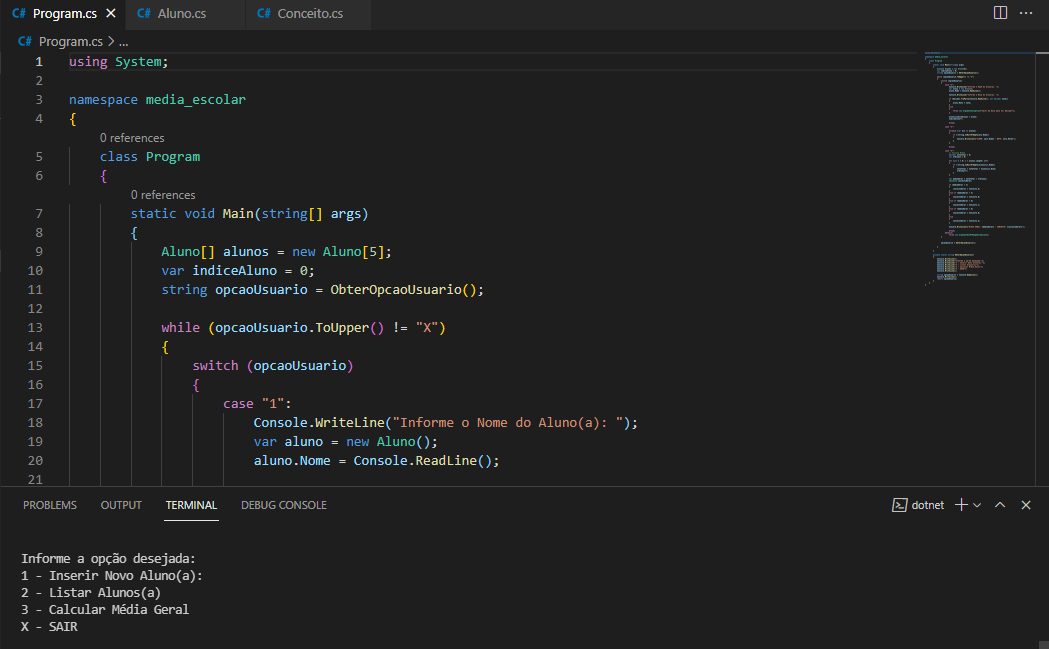 C# Program.cs × C# Aluno.cs C# Conceito.cs ...
C# Program.cs > ...
1 using System;
2
3 namespace media_escolar
4 {
0 references
5 class Program
6 {
0 references
7 static void Main(string[] args)
8 {
9 Aluno[] alunos = new Aluno[5];
10 var indiceAluno = 0;
11 string opcaoUsuario = ObterOpcaoUsuario();
12
13 while (opcaoUsuario.ToUpper() != "X")
14 {
15 switch (opcaoUsuario)
16 {
17 case "1":
18 Console.WriteLine("Informe o Nome do Aluno(a): ");
19 var aluno = new Aluno();
20 aluno.Nome = Console.ReadLine();
21
PROBLEMS OUTPUT TERMINAL DEBUG CONSOLE dotnet
Informe a opção desejada:
1 - Inserir Novo Aluno(a):
2 - Listar Alunos(a)
3 - Calcular Média Geral
X - SAIR